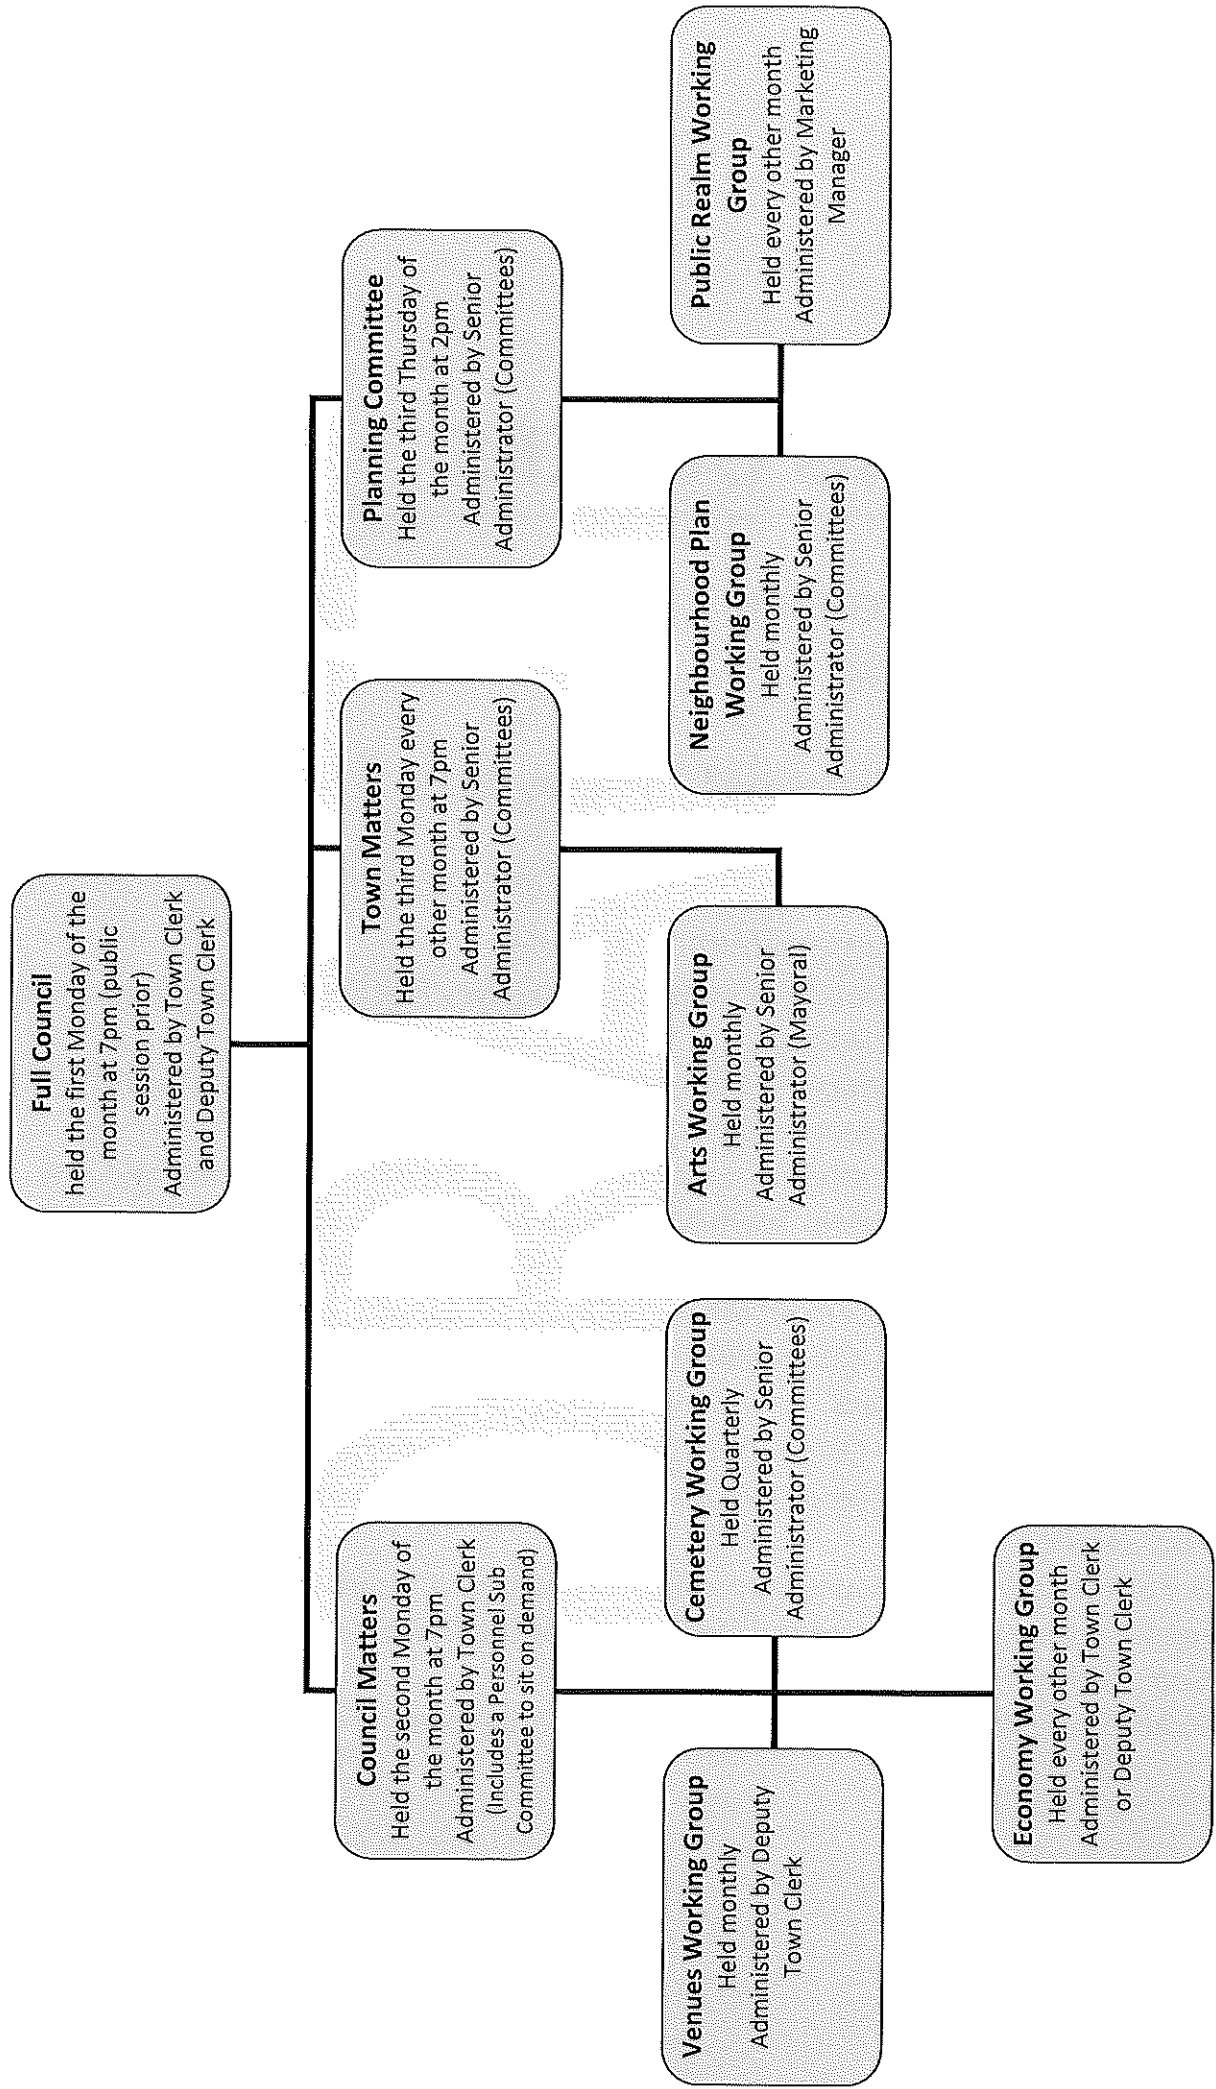 Full Council
held the first Monday of the
month at 7pm (public
session prior)
Administered by Town Clerk
and Deputy Town Clerk
Council Matters
Held the second Monday of
the month at 7pm
Administered by Town Clerk
(Includes a Personnel Sub
Committee to sit on demand)
Town Matters
Held the third Monday every
other month at 7pm
Administered by Senior
Administrator (Committees)
Planning Committee
Held the third Thursday of
the month at 2pm
Administered by Senior
Administrator (Committees)
Venues Working Group
Held monthly
Administered by Deputy
Town Clerk
Cemetery Working Group
Held Quarterly
Administered by Senior
Administrator (Committees)
Arts Working Group
Held monthly
Administered by Senior
Administrator (Mayoral)
Neighbourhood Plan
Working Group
Held monthly
Administered by Senior
Administrator (Committees)
Public Realm Working
Group
Held every other month
Administered by Marketing
Manager
Economy Working Group
Held every other month
Administered by Town Clerk
or Deputy Town Clerk
DRAFT